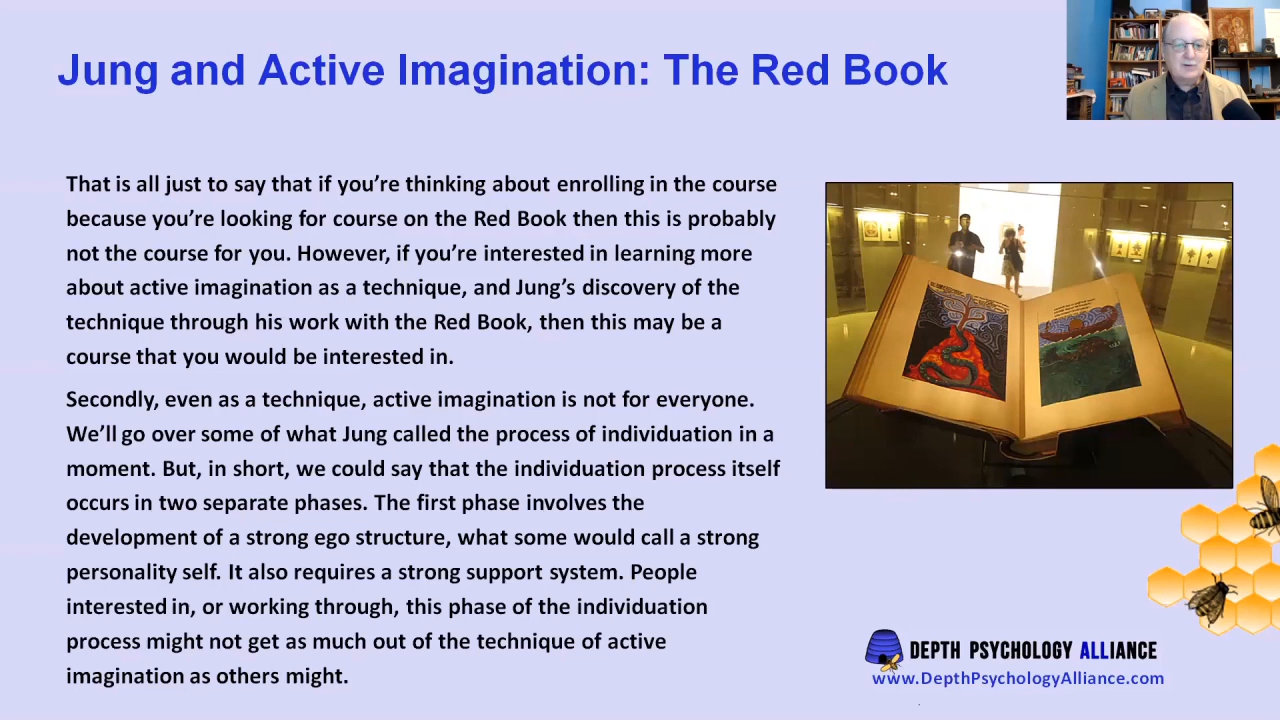 Jung and Active Imagination: The Red Book
That is all just to say that if you’re thinking about enrolling in the course
because you’re looking for course on the Red Book then this is probably
not the course for you. However, if you’re interested in learning more
about active imagination as a technique, and Jung’s discovery of the
technique through his work with the Red Book, then this may be a
course that you would be interested in.
Secondly, even as a technique, active imagination is not for everyone.
We’ll go over some of what Jung called the process of individuation in a
moment. But, in short, we could say that the individuation process itself
occurs in two separate phases. The first phase involves the
development of a strong ego structure, what some would call a strong
personality self. It also requires a strong support system. People
interested in, or working through, this phase of the individuation
process might not get as much out of the technique of active
imagination as others might.
DEPTH PSYCHOLOGY ALLIANCE
www.DepthPsychologyAlliance.com